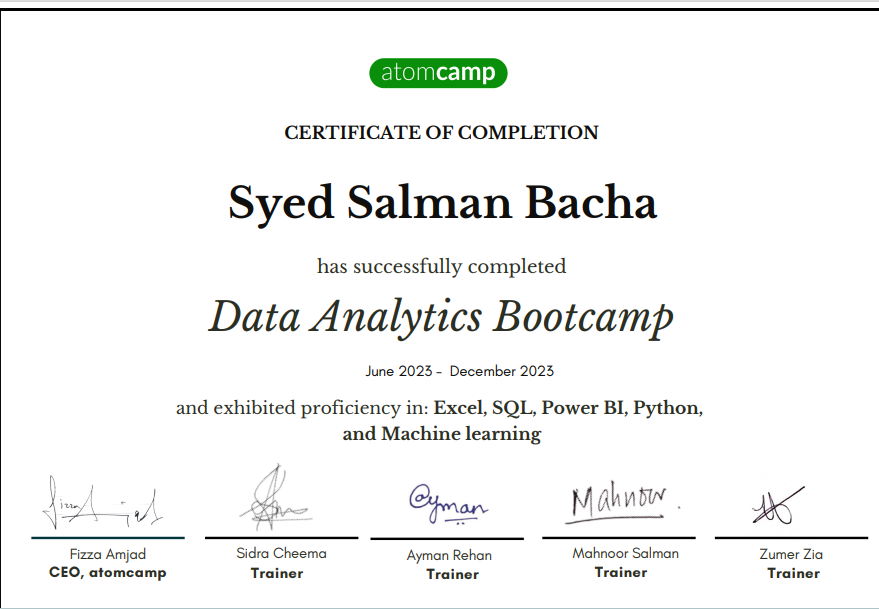 atomcamp
CERTIFICATE OF COMPLETION
Syed Salman Bacha
has successfully completed
Data Analytics Bootcamp
June 2023 - December 2023
and exhibited proficiency in: Excel, SQL, Power BI, Python,
and Machine learning
Fizza Amjad
Ayman
Mahnoor
Fizza Amjad
CEO, atomcamp
Sidra Cheema
Trainer
Ayman Rehan
Trainer
Mahnoor Salman
Trainer
Zumer Zia
Trainer